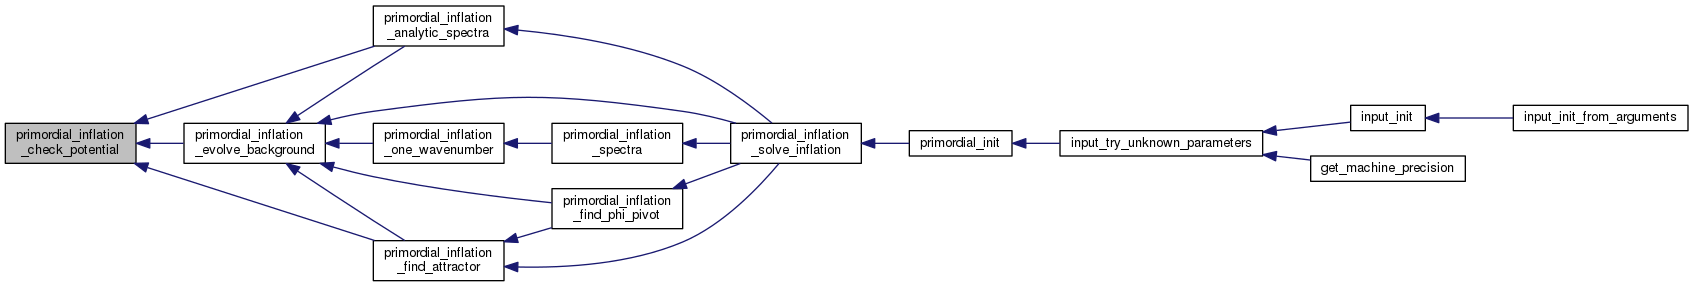 primordial_inflation
_analytic_spectra
primordial_inflation
_check_potential
primordial_inflation
_evolve_background
primordial_inflation
_one_wavenumber
primordial_inflation
_spectra
primordial_inflation
_solve_inflation
primordial_init
input_try_unknown_parameters
input_init
input_init_from_arguments
get_machine_precision
primordial_inflation
_find_phi_pivot
primordial_inflation
_find_attractor